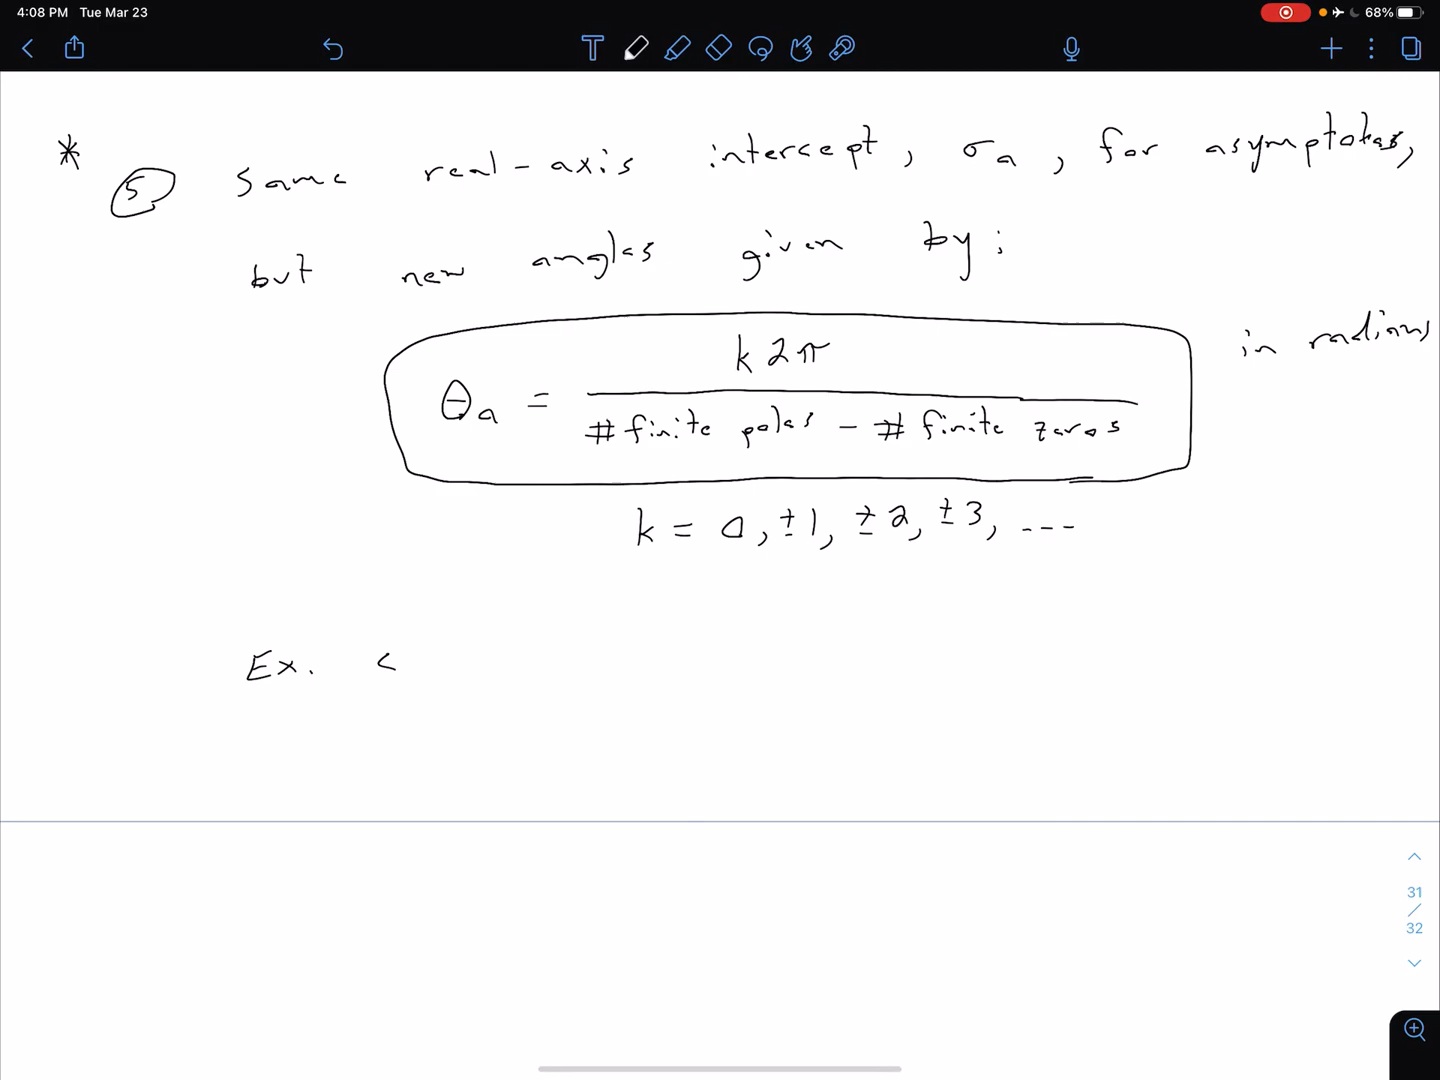 4:08 PM Tue Mar 23
68%
* ⑤ Same real-axis intercept, σₐ, for asymptotes,
but new angles given by:
θₐ = k2π / (# finite poles - # finite zeros) in radians
k = 0, ±1, ±2, ±3, ---
Ex.
31
/
32